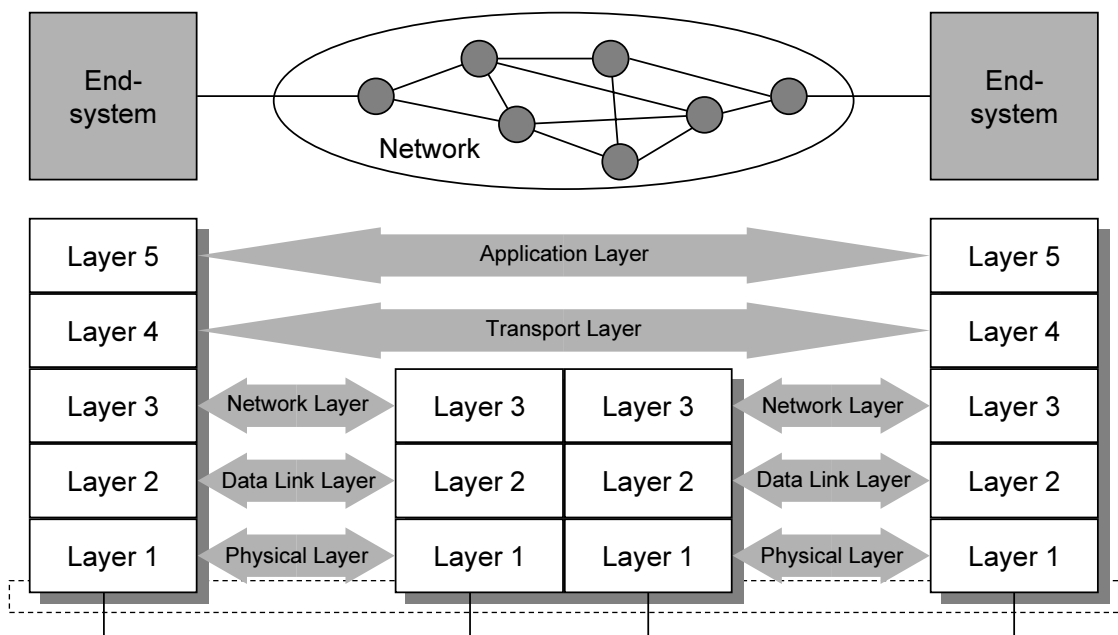 End-
system
Network
End-
system
Layer 5
Application Layer
Layer 5
Layer 4
Transport Layer
Layer 4
Layer 3
Network Layer
Layer 3
Layer 3
Network Layer
Layer 3
Layer 2
Data Link Layer
Layer 2
Layer 2
Data Link Layer
Layer 2
Layer 1
Physical Layer
Layer 1
Layer 1
Physical Layer
Layer 1